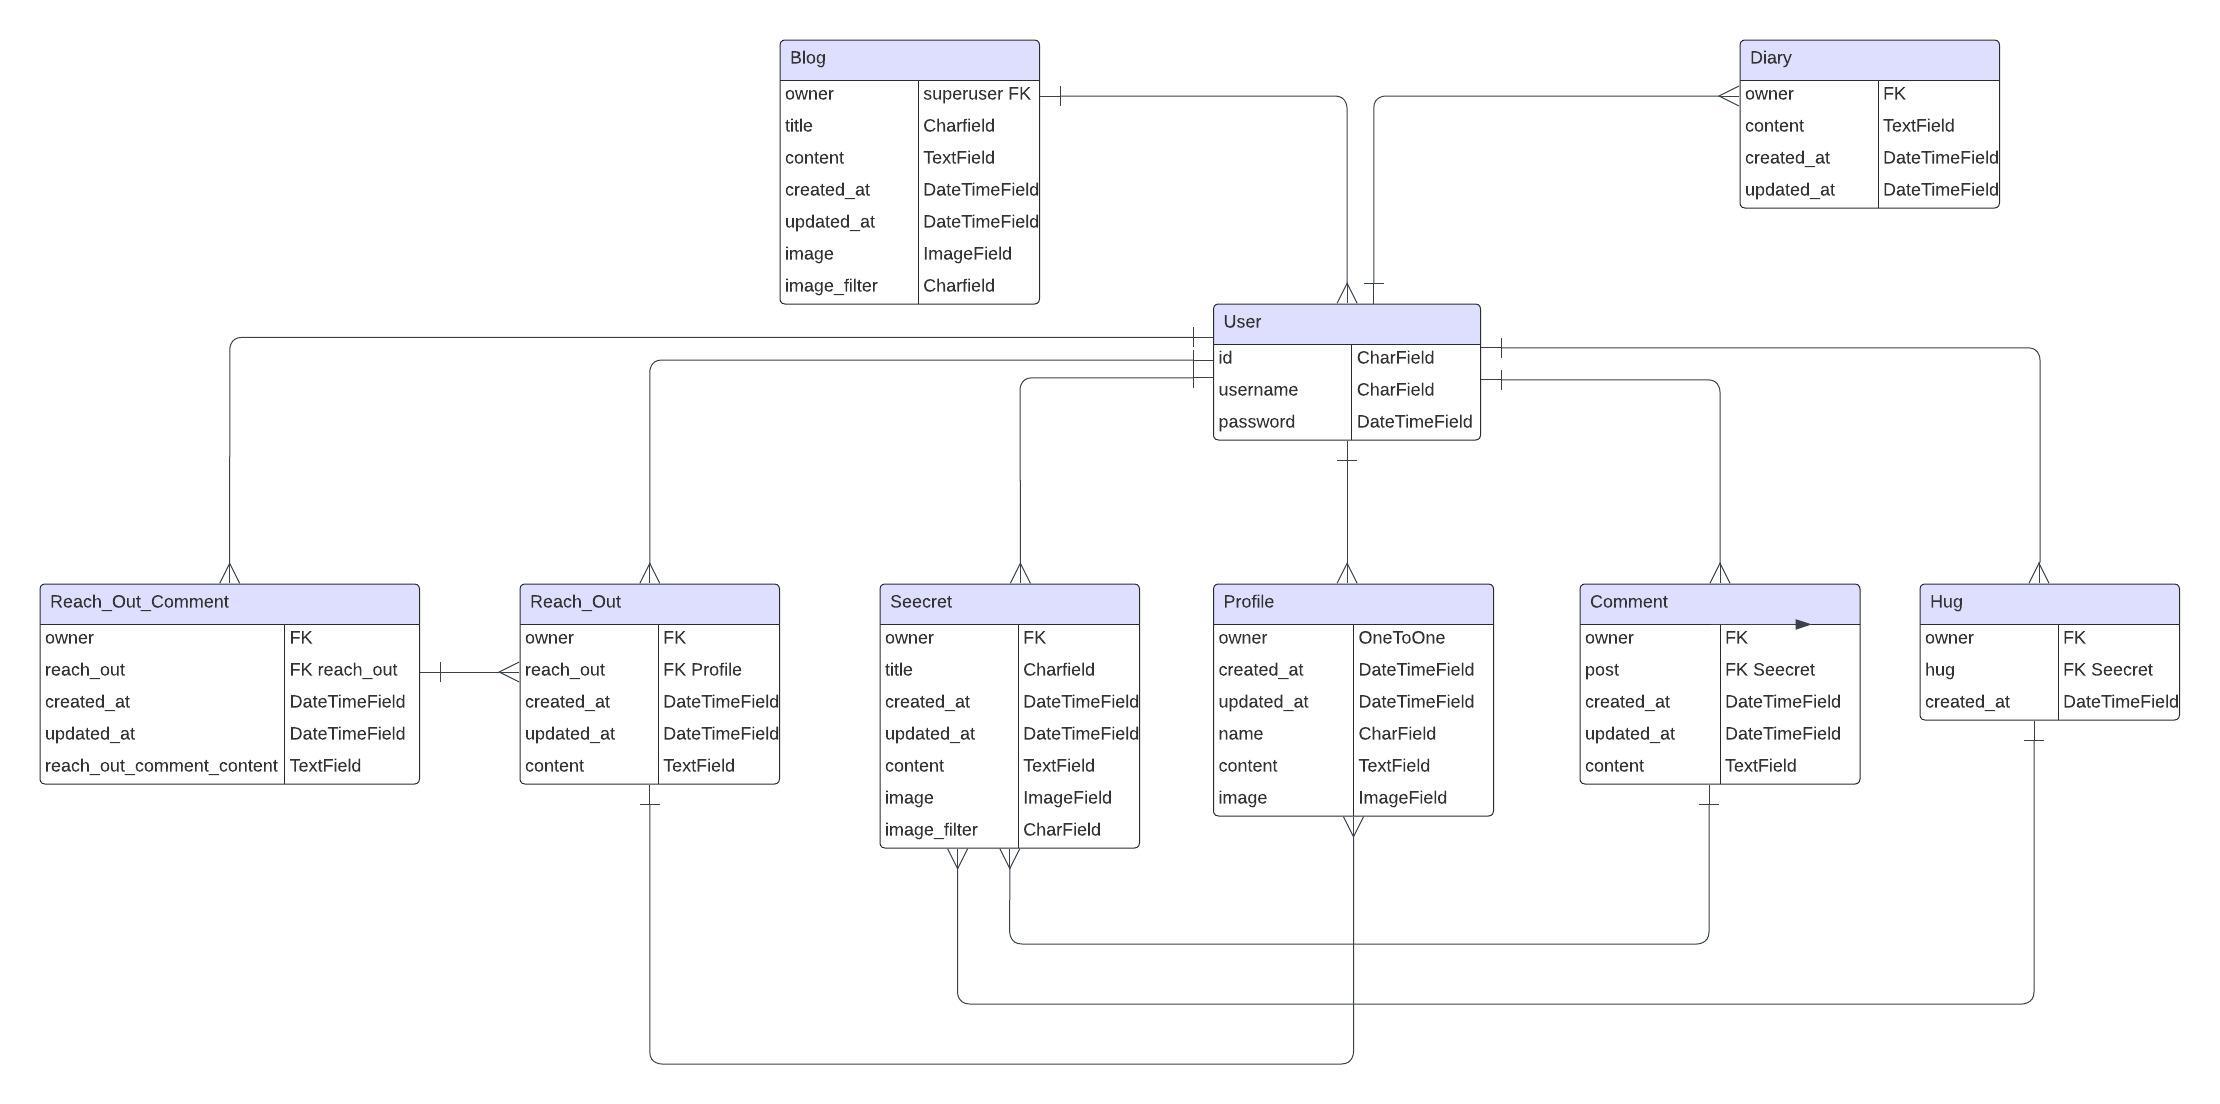 Blog
owner superuser FK
title Charfield
content TextField
created_at DateTimeField
updated_at DateTimeField
image ImageField
image_filter Charfield
Diary
owner FK
content TextField
created_at DateTimeField
updated_at DateTimeField
User
id CharField
username CharField
password DateTimeField
Reach_Out_Comment
owner FK
reach_out FK reach_out
created_at DateTimeField
updated_at DateTimeField
reach_out_comment_content TextField
Reach_Out
owner FK
reach_out FK Profile
created_at DateTimeField
updated_at DateTimeField
content TextField
Seecret
owner FK
title Charfield
created_at DateTimeField
updated_at DateTimeField
content TextField
image ImageField
image_filter CharField
Profile
owner OneToOne
created_at DateTimeField
updated_at DateTimeField
name CharField
content TextField
image ImageField
Comment
owner FK
post FK Seecret
created_at DateTimeField
updated_at DateTimeField
content TextField
Hug
owner FK
hug FK Seecret
created_at DateTimeField